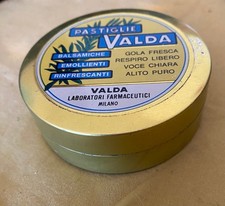 PASTIGLIE
VALDA
BALSAMICHE
EMOLLIENTI
RINFRESCANTI
GOLA FRESCA
RESPIRO LIBERO
VOCE CHIARA
ALITO PURO
VALDA
LABORATORI FARMACEUTICI
MILANO